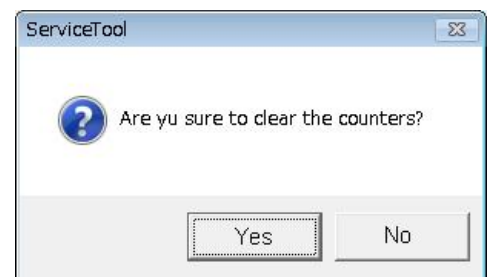 ServiceTool
Are yu sure to clear the counters?
Yes
No